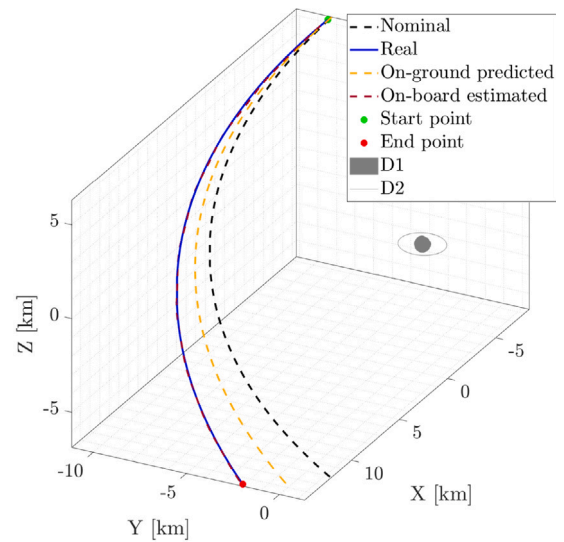 Nominal
Real
On-ground predicted
On-board estimated
Start point
End point
D1
D2
5
0
-5
Z [km]
-10
-5
0
Y [km]
10
5
0
-5
X [km]